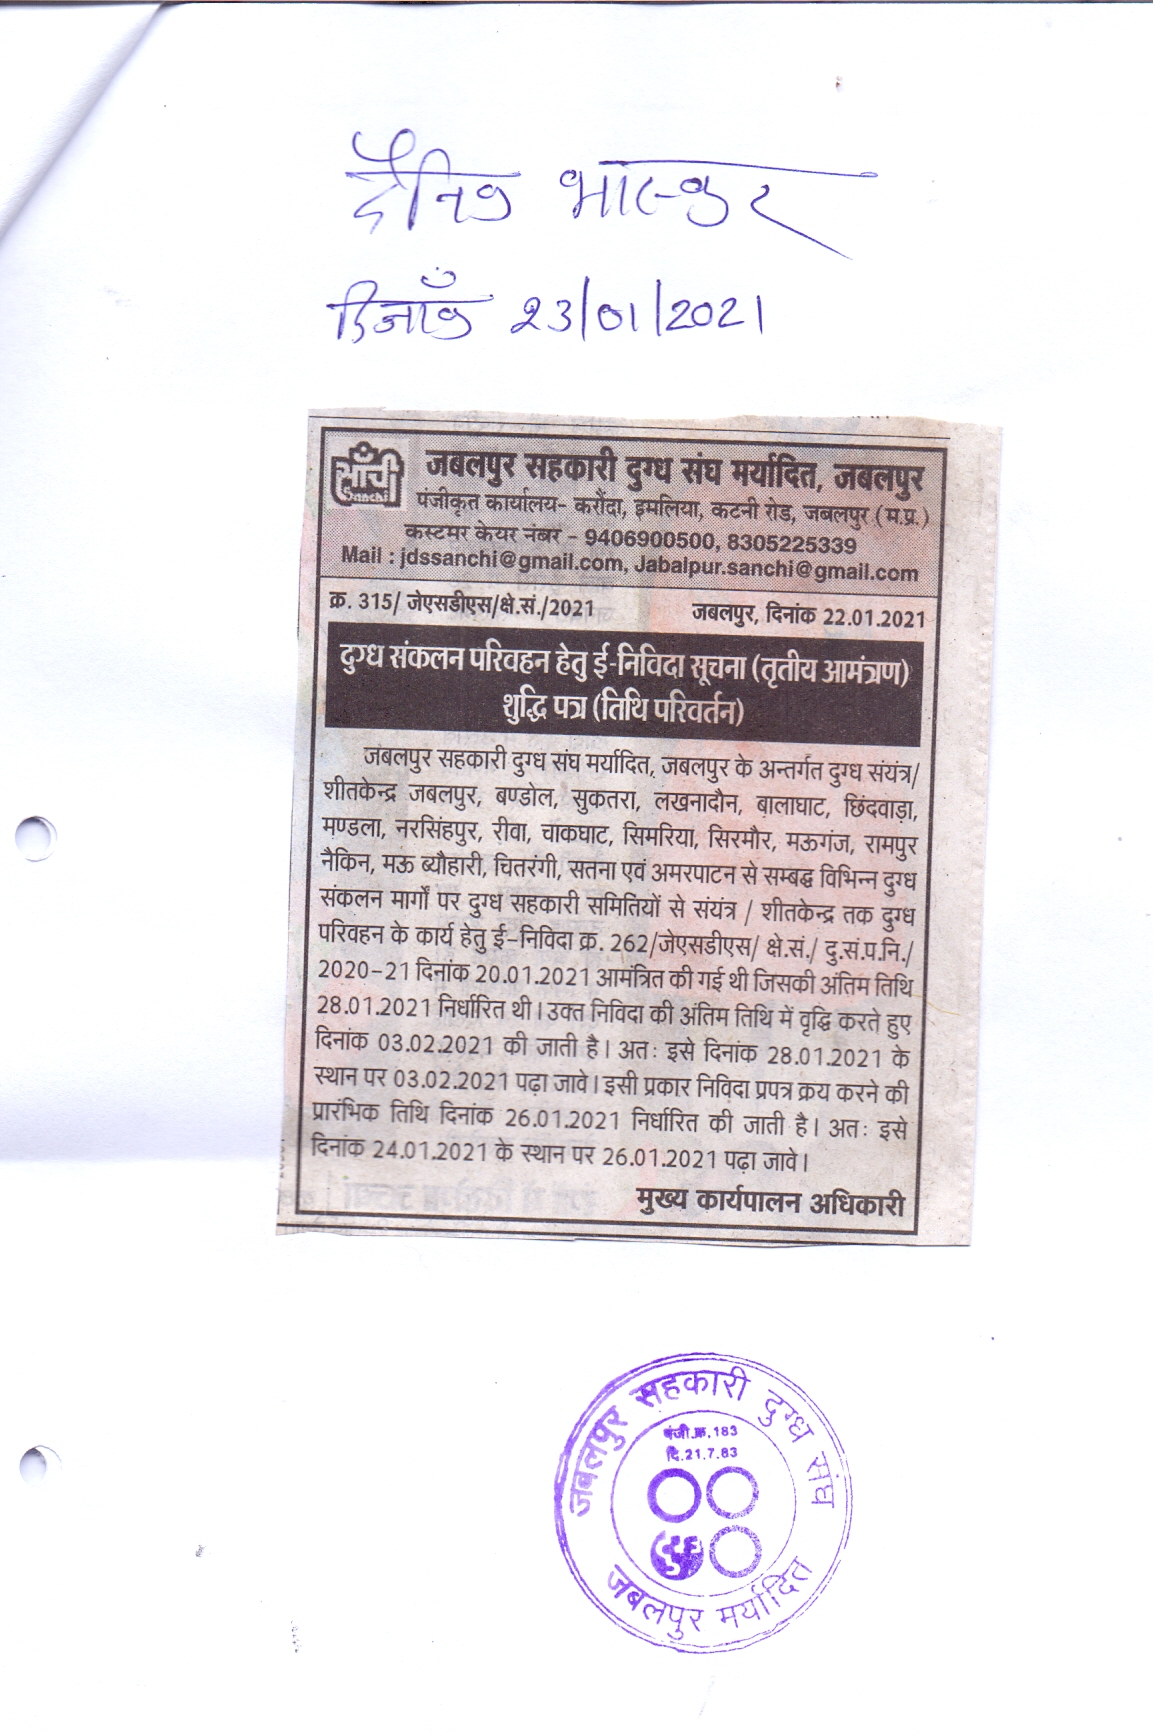 दैनिक भास्कर
दिनाँक 23/01/2021
साँची
Sanchi
जबलपुर सहकारी दुग्ध संघ मर्यादित, जबलपुर
पंजीकृत कार्यालय- करौंदा, इमलिया, कटनी रोड, जबलपुर (म.प्र.)
कस्टमर केयर नंबर - 9406900500, 8305225339
Mail : jdssanchi@gmail.com, Jabalpur.sanchi@gmail.com
क्र. 315/ जेएसडीएस/क्षे.सं./2021
जबलपुर, दिनांक 22.01.2021
दुग्ध संकलन परिवहन हेतु ई-निविदा सूचना (तृतीय आमंत्रण)
शुद्धि पत्र (तिथि परिवर्तन)
जबलपुर सहकारी दुग्ध संघ मर्यादित, जबलपुर के अन्तर्गत दुग्ध संयंत्र/
शीतकेन्द्र जबलपुर, बण्डोल, सुकतरा, लखनादौन, बालाघाट, छिंदवाड़ा,
मण्डला, नरसिंहपुर, रीवा, चाकघाट, सिमरिया, सिरमौर, मऊगंज, रामपुर
नैकिन, मऊ ब्यौहारी, चितरंगी, सतना एवं अमरपाटन से सम्बद्ध विभिन्न दुग्ध
संकलन मार्गों पर दुग्ध सहकारी समितियों से संयंत्र / शीतकेन्द्र तक दुग्ध
परिवहन के कार्य हेतु ई-निविदा क्र. 262/जेएसडीएस/ क्षे.सं./ दु.सं.प.नि./
2020-21 दिनांक 20.01.2021 आमंत्रित की गई थी जिसकी अंतिम तिथि
28.01.2021 निर्धारित थी। उक्त निविदा की अंतिम तिथि में वृद्धि करते हुए
दिनांक 03.02.2021 की जाती है। अतः इसे दिनांक 28.01.2021 के
स्थान पर 03.02.2021 पढ़ा जावे। इसी प्रकार निविदा प्रपत्र क्रय करने की
प्रारंभिक तिथि दिनांक 26.01.2021 निर्धारित की जाती है। अतः इसे
दिनांक 24.01.2021 के स्थान पर 26.01.2021 पढ़ा जावे।
मुख्य कार्यपालन अधिकारी
जबलपुर सहकारी दुग्ध संघ
पंजी.क्र.183
दि.21.7.83
जबलपुर मर्यादित